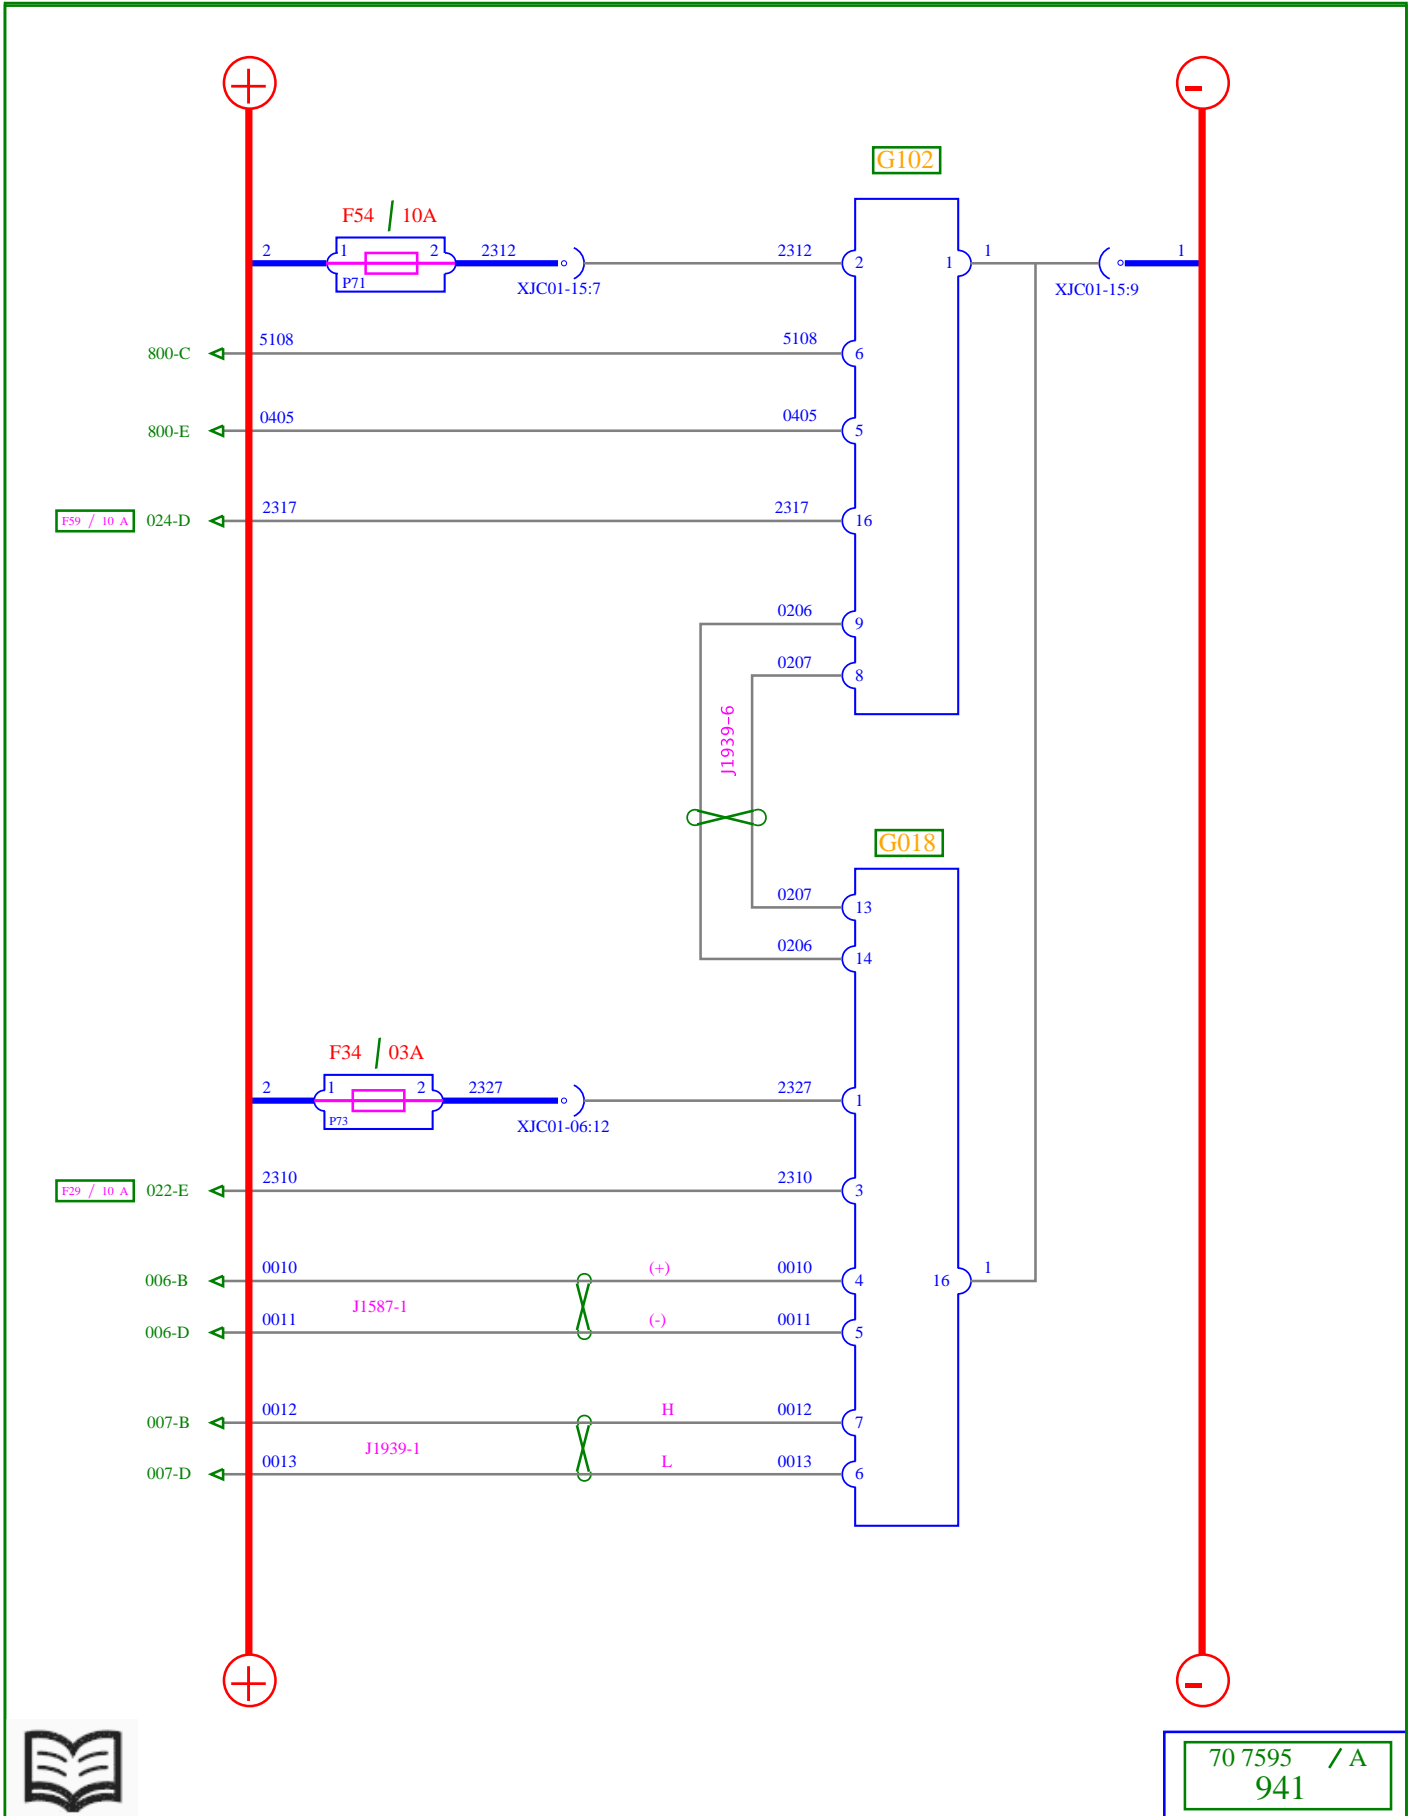 + -
G102
F54 / 10A
2 1 2 2312 2312 2 1 1 1
P71 XJC01-15:7 XJC01-15:9
800-C 5108 5108 6
800-E 0405 0405 5
F59 / 10 A 024-D 2317 2317 16
0206 9
0207 8
J1939-6
G018
0207 13
0206 14
F34 / 03A
2 1 2 2327 2327 1
P73 XJC01-06:12
F29 / 10 A 022-E 2310 2310 3
006-B 0010 (+) 0010 4 16 1
J1587-1
006-D 0011 (-) 0011 5
007-B 0012 H 0012 7
J1939-1
007-D 0013 L 0013 6
+ -
70 7595 / A
941